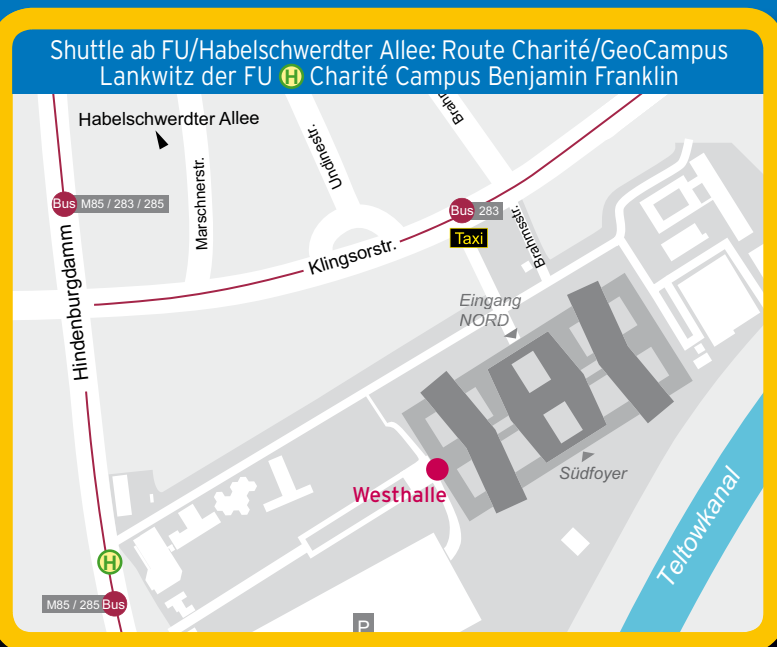 Shuttle ab FU/Habelschwerdter Allee: Route Charité/GeoCampus
Lankwitz der FU H Charité Campus Benjamin Franklin
Habelschwerdter Allee
Marschnerstr.
Undinestr.
Brahm
Bus M85 / 283 / 285
Bus 283
Taxi
Brahmsstr.
Klingsorstr.
Hindenburgdamm
Eingang
NORD
Südfoyer
Westhalle
Teltowkanal
H
M85 / 285 Bus
P